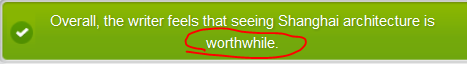 Overall, the writer feels that seeing Shanghai architecture is
worthwhile.